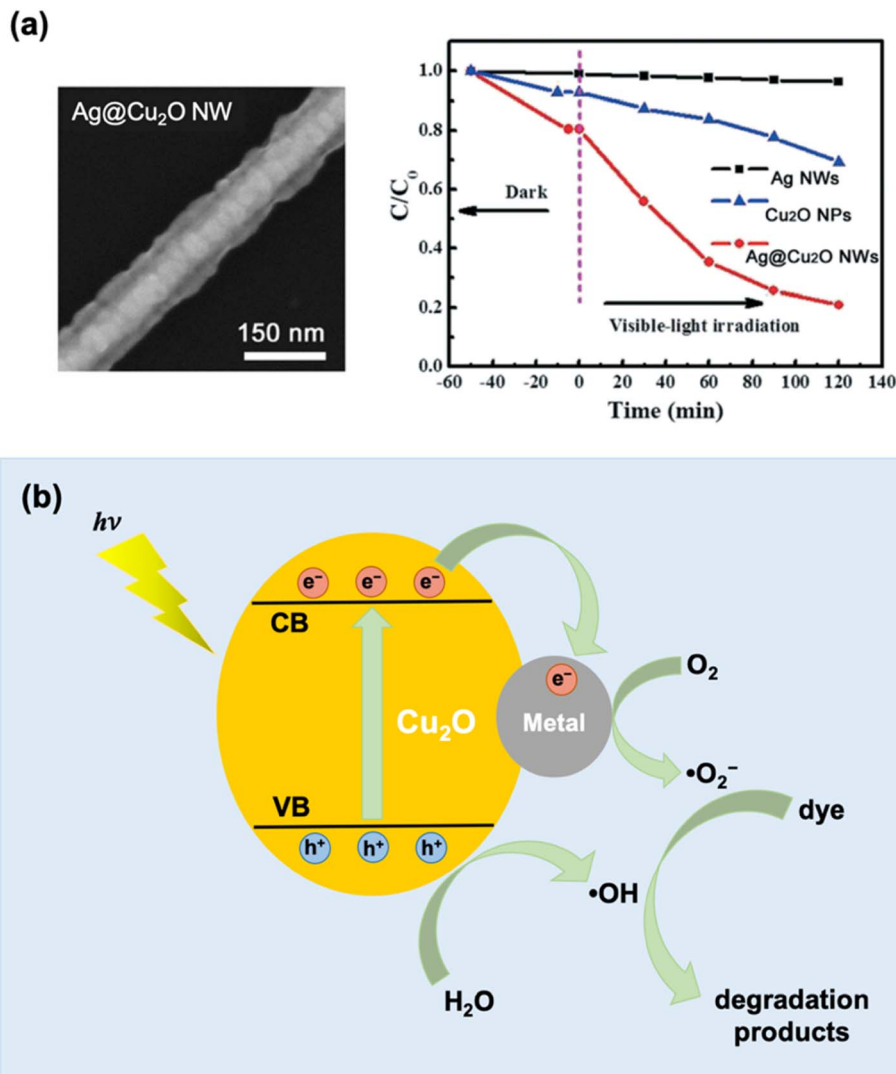 (a)
Ag@Cu₂O NW
150 nm
1.0
0.8
0.6
0.4
0.2
0.0
C/C₀
-60 -40 -20 0 20 40 60 80 100 120 140
Time (min)
Dark
Ag NWs
Cu₂O NPs
Ag@Cu₂O NWs
Visible-light irradiation
(b)
hν
e⁻ e⁻ e⁻
CB
Cu₂O
e⁻
Metal
O₂
•O₂⁻
VB
h⁺ h⁺ h⁺
dye
•OH
H₂O
degradation
products